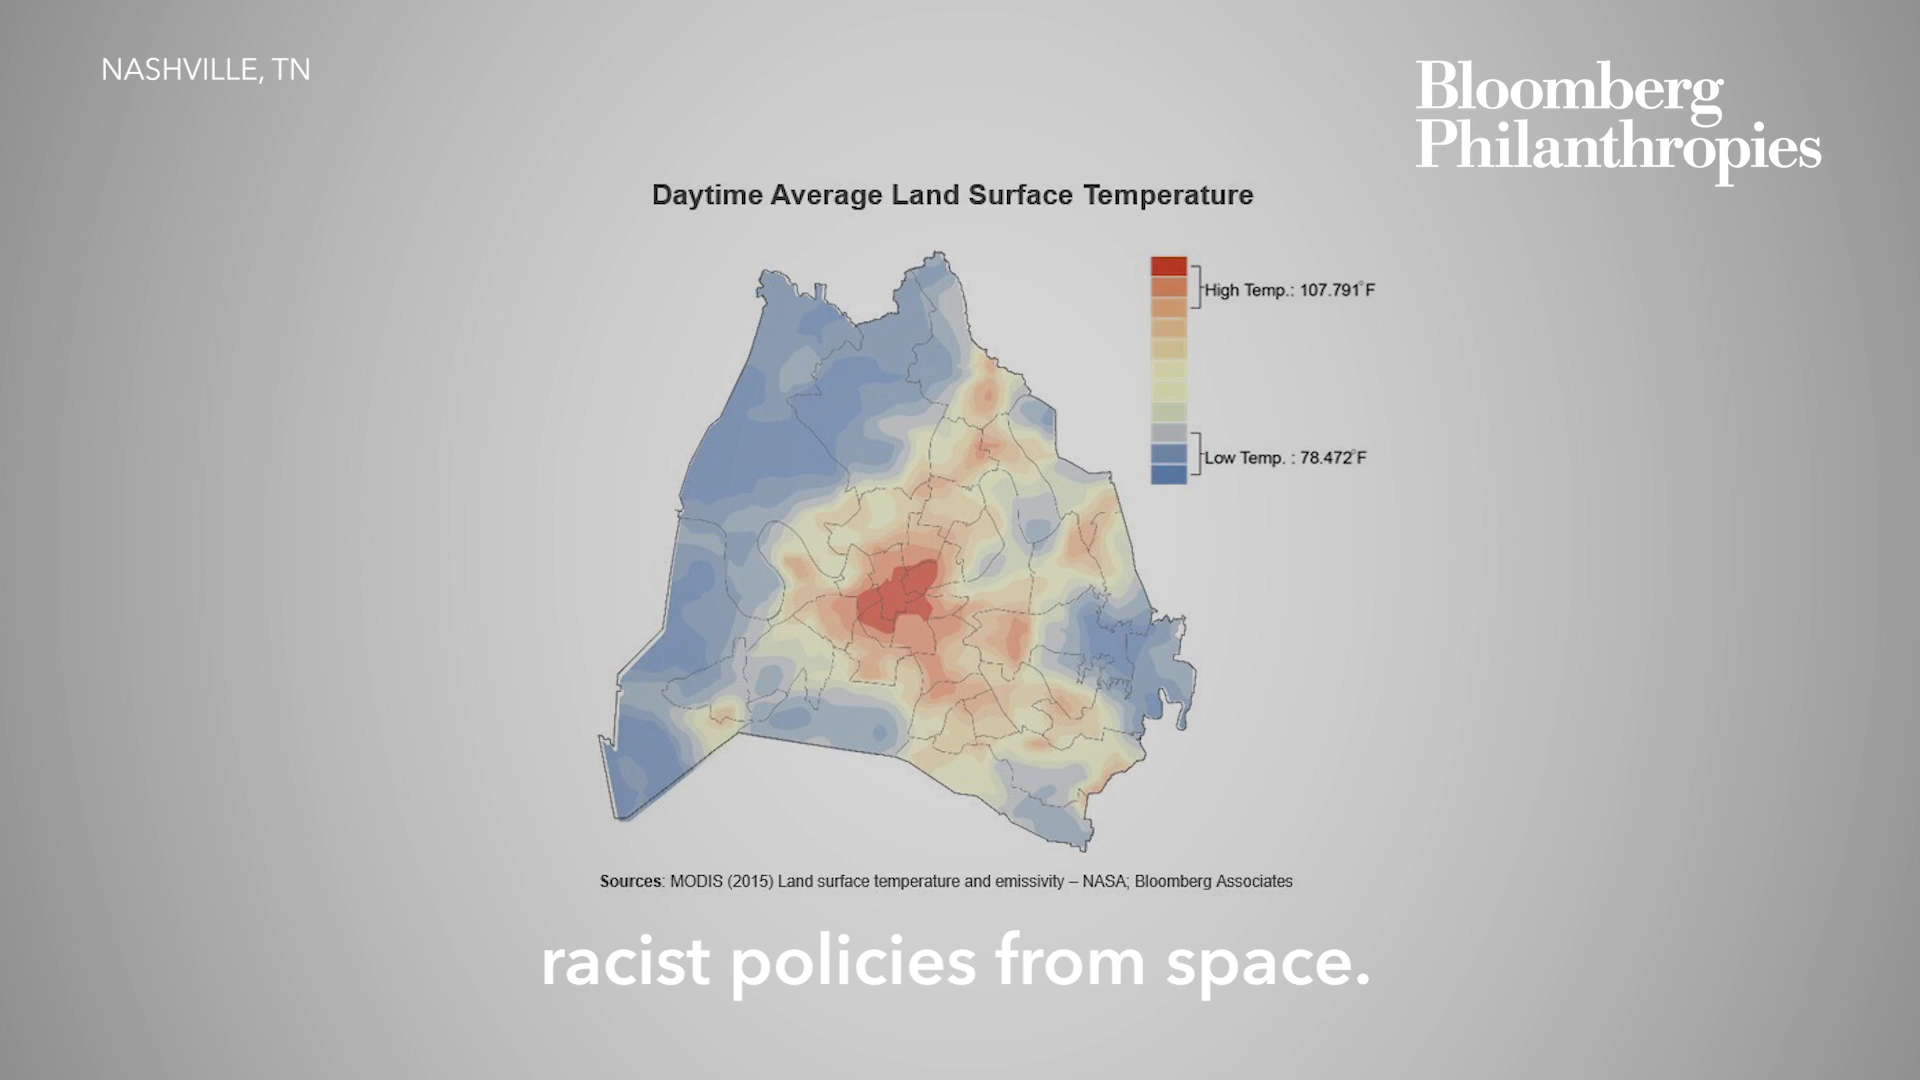 NASHVILLE, TN
Bloomberg
Philanthropies
Daytime Average Land Surface Temperature
High Temp.: 107.791°F
Low Temp. : 78.472°F
Sources: MODIS (2015) Land surface temperature and emissivity – NASA; Bloomberg Associates
racist policies from space.